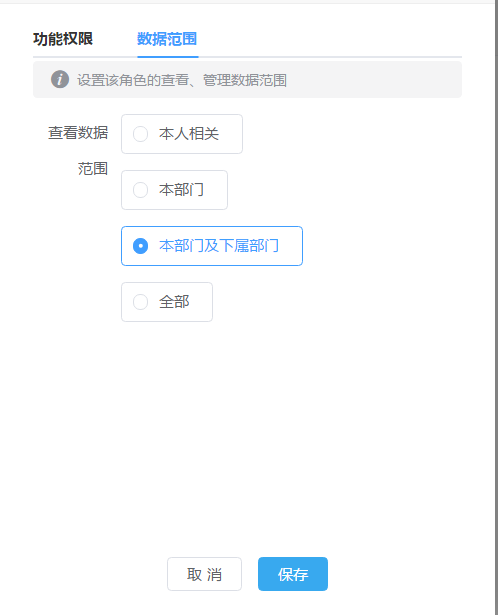 功能权限 数据范围
设置该角色的查看、管理数据范围
查看数据范围
本人相关
本部门
本部门及下属部门
全部
取 消 保存